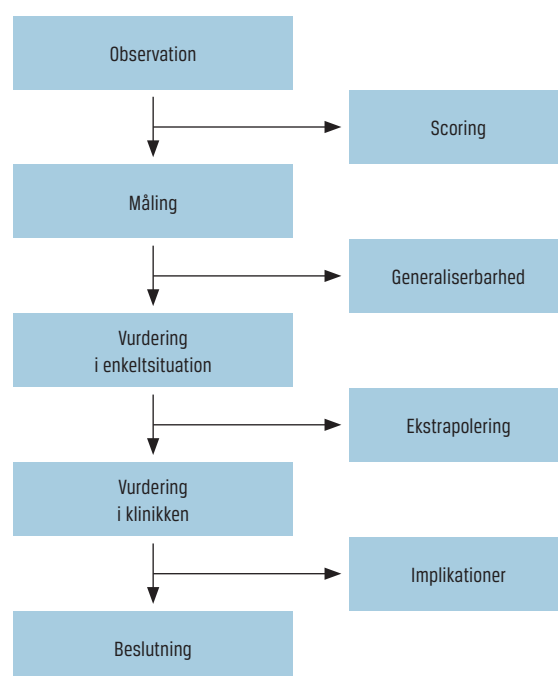 Observation
Scoring
Måling
Generaliserbarhed
Vurdering
i enkeltsituation
Ekstrapolering
Vurdering
i klinikken
Implikationer
Beslutning